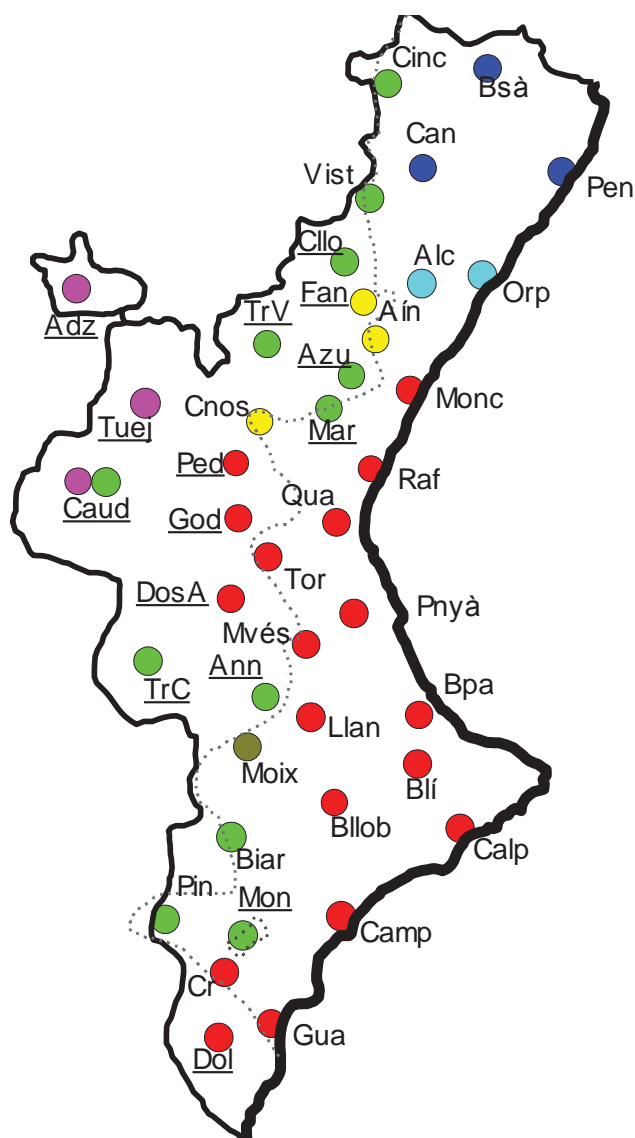 Cinc
Bsà
Can
Pen
Vist
Cllo
Alc
Orp
Fan
Adz
TrV
Aín
Azu
Monc
Tuej
Cnos
Mar
Ped
Raf
Qua
Caud
God
Tor
DosA
Pnyà
Mvés
Ann
TrC
Bpa
Llan
Moix
Blí
Bllob
Calp
Biar
Pin
Mon
Camp
Cr
Gua
Dol